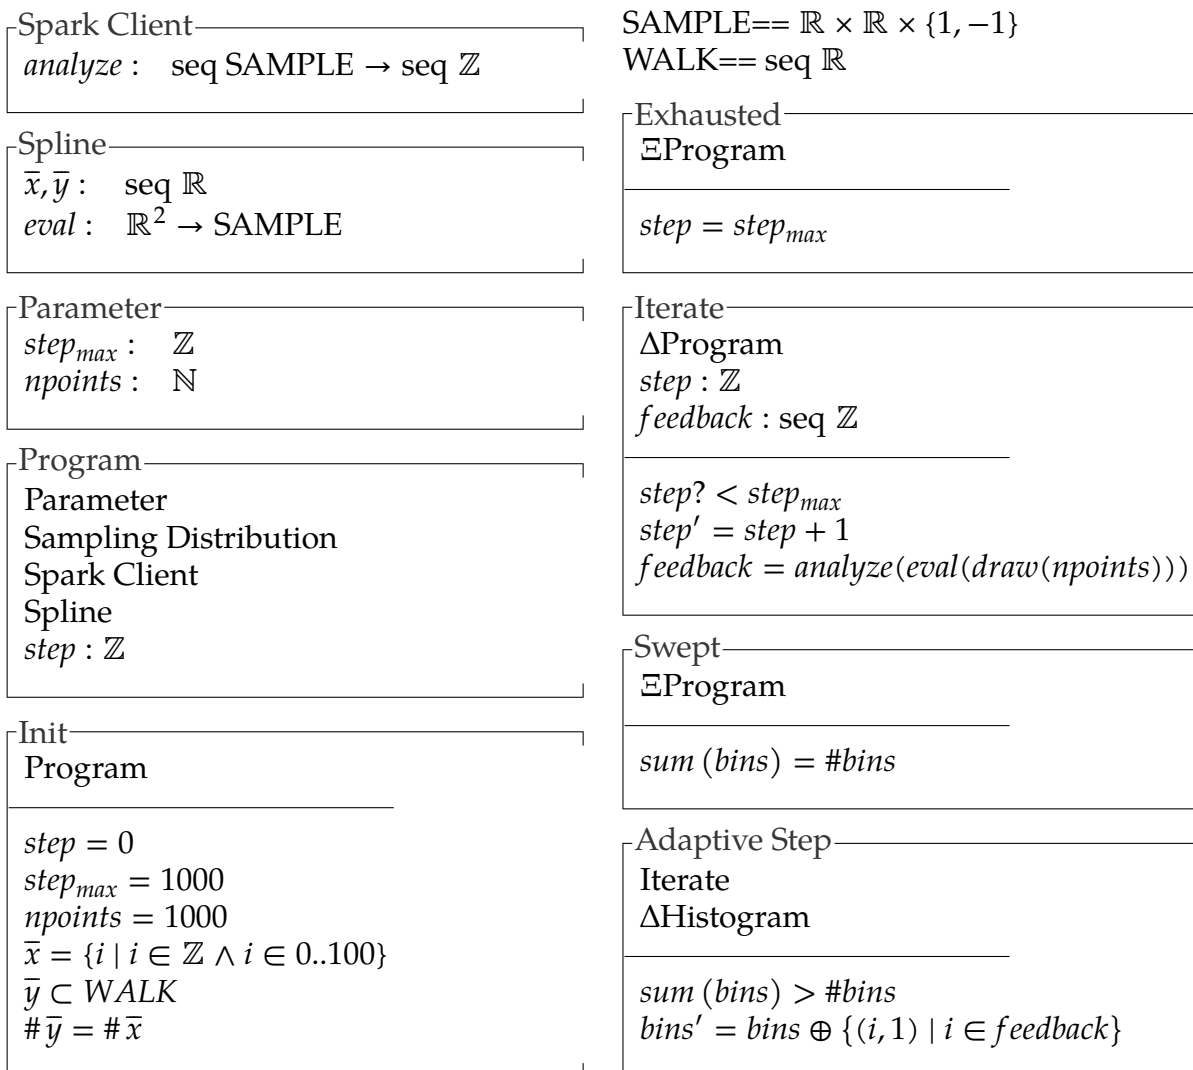 Spark Client
analyze : seq SAMPLE → seq ℤ
Spline
x̅, y̅ : seq ℝ
eval : ℝ² → SAMPLE
Parameter
step_max : ℤ
npoints : ℕ
Program
Parameter
Sampling Distribution
Spark Client
Spline
step : ℤ
Init
Program
step = 0
step_max = 1000
npoints = 1000
x̅ = {i | i ∈ ℤ ∧ i ∈ 0..100}
y̅ ⊂ WALK
# y̅ = # x̅
SAMPLE== ℝ × ℝ × {1, −1}
WALK== seq ℝ
Exhausted
ΞProgram
step = step_max
Iterate
ΔProgram
step : ℤ
feedback : seq ℤ
step? < step_max
step′ = step + 1
feedback = analyze(eval(draw(npoints)))
Swept
ΞProgram
sum (bins) = #bins
Adaptive Step
Iterate
ΔHistogram
sum (bins) > #bins
bins′ = bins ⊕ {(i, 1) | i ∈ feedback}